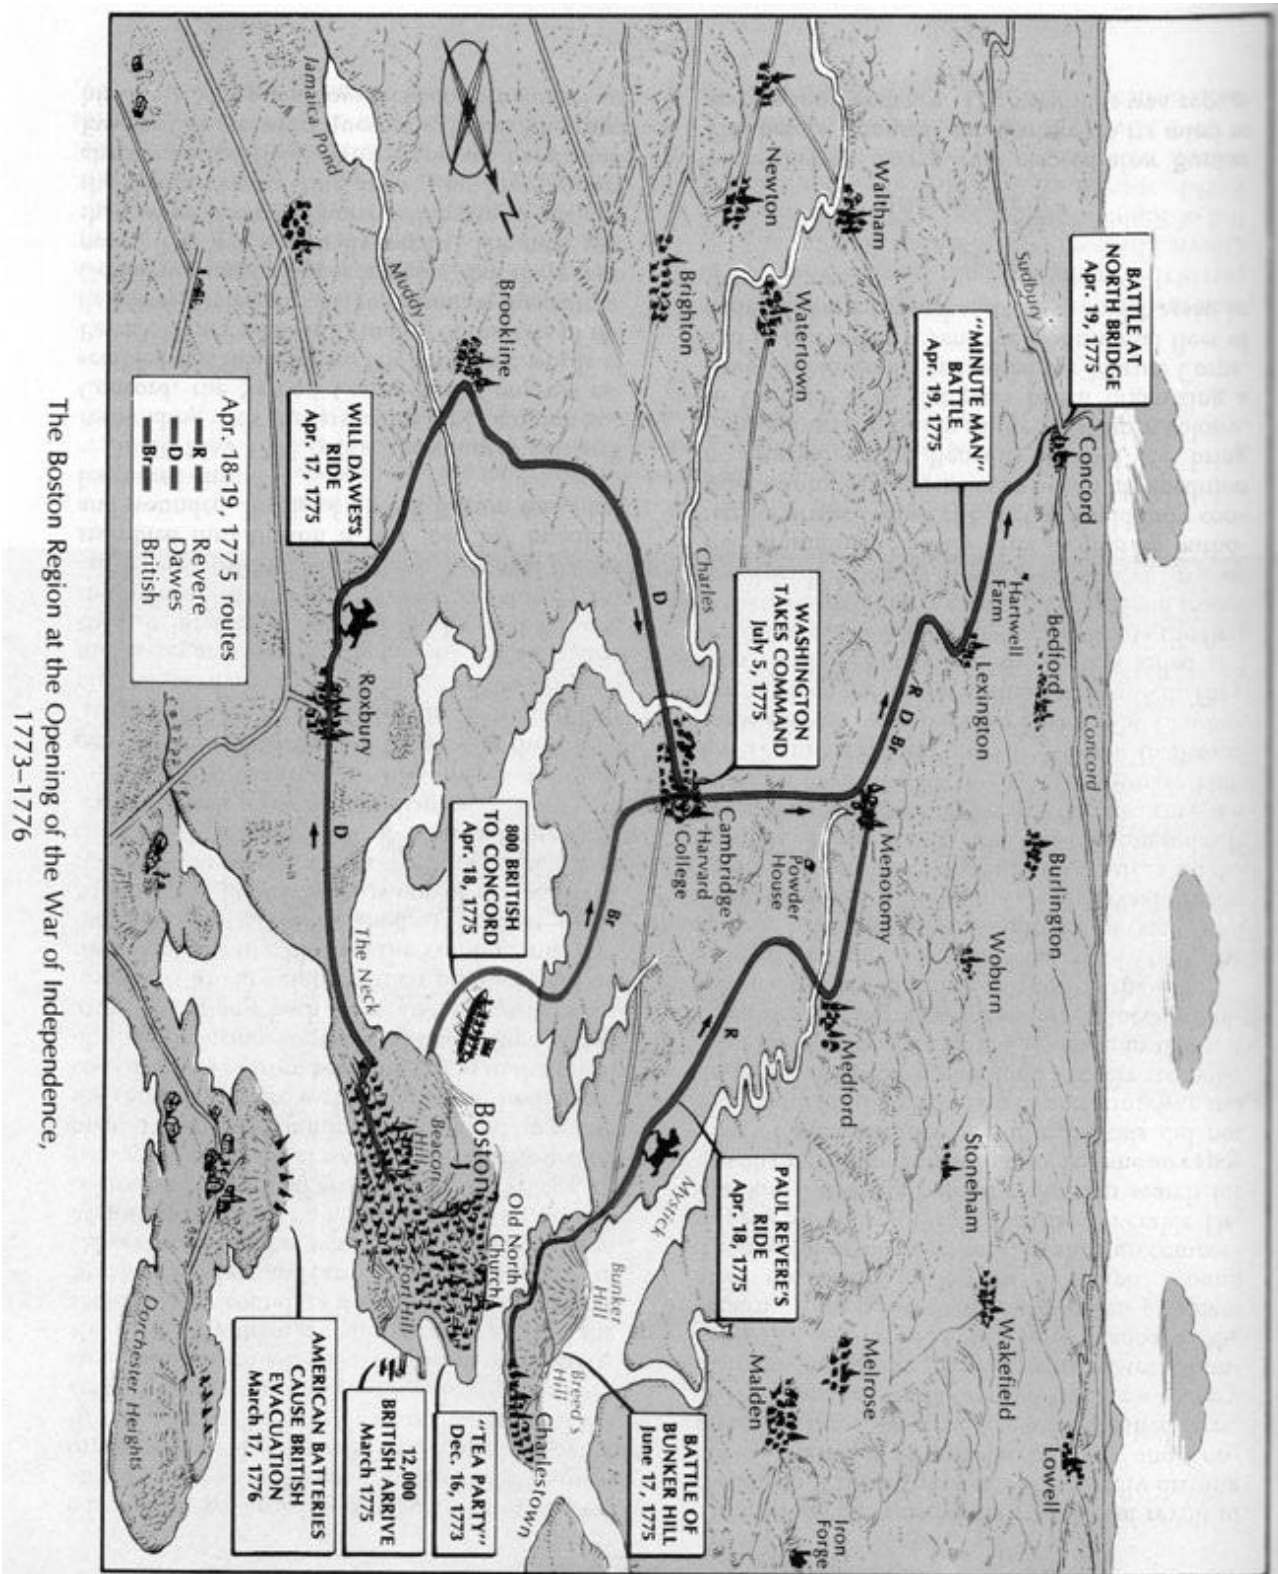 BATTLE AT
NORTH BRIDGE
Apr. 19, 1775
"MINUTE MAN"
BATTLE
Apr. 19, 1775
Sudbury
Concord
Hartwell
Farm
bedford
Concord
Lexington
Burlington
Woburn
Stoneham
Wakefield
Lowell
Waltham
Newton
Watertown
Brighton
WASHINGTON
TAKES COMMAND
July 5, 1775
R D Br
Menotomy
Powder
House
Medford
Melrose
Malden
Iron
Forge
Charles
Cambridge
Harvard
College
D
Br
R
PAUL REVERE'S
RIDE
Apr. 18, 1775
Mystick
BATTLE OF
BUNKER HILL
June 17, 1775
Bunker
Hill
Breed's
Hill
Charlestown
Jamaica Pond
Muddy
Brookline
WILL DAWES'S
RIDE
Apr. 17, 1775
Roxbury
800 BRITISH
TO CONCORD
Apr. 18, 1775
D
The Neck
Boston
Beacon
Hill
Old North
Church
Fort Hill
"TEA PARTY"
Dec. 16, 1773
12,000
BRITISH ARRIVE
March 1775
AMERICAN BATTERIES
CAUSE BRITISH
EVACUATION
March 17, 1776
Dorchester Heights
Apr. 18-19, 1775 routes
R Revere
D Dawes
Br British
The Boston Region at the Opening of the War of Independence,
1773–1776